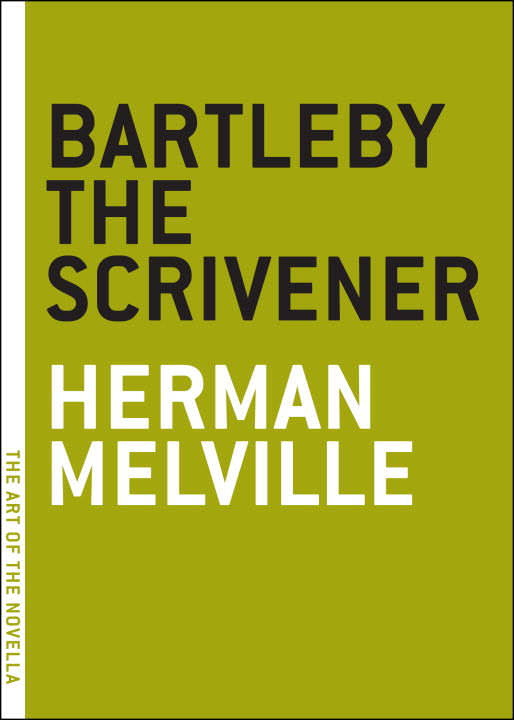 BARTLEBY
THE
SCRIVENER
HERMAN
MELVILLE
THE ART OF THE NOVELLA